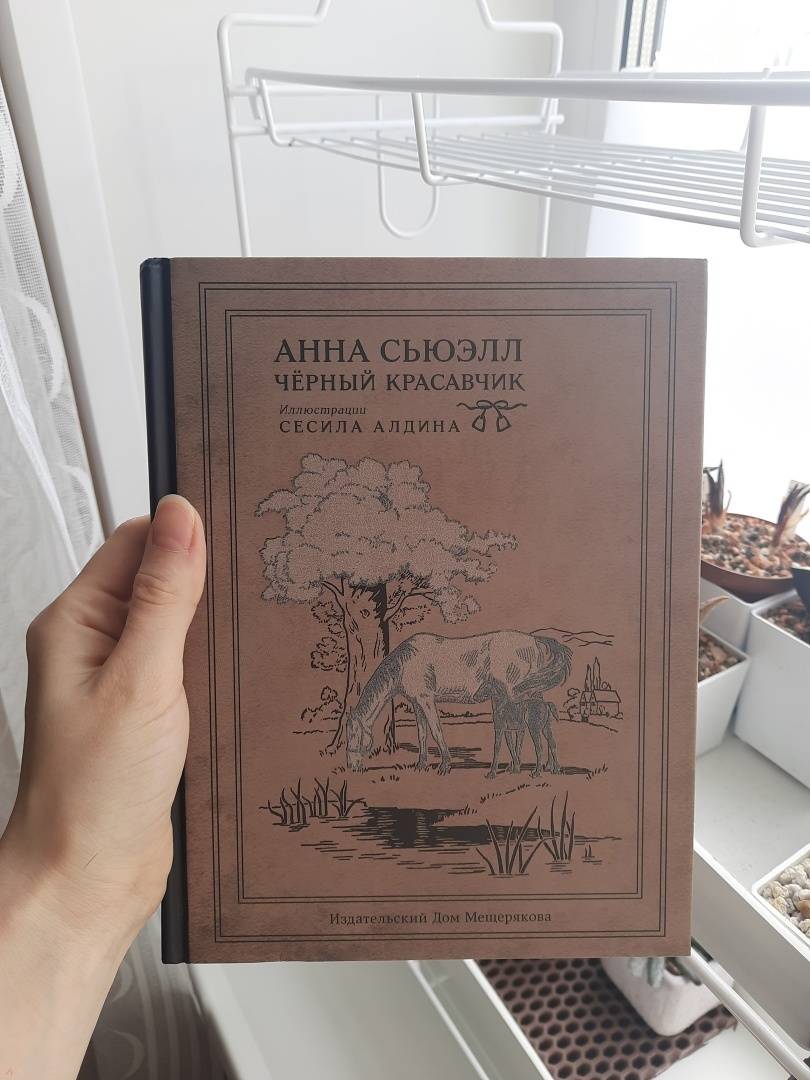 АННА СЬЮЭЛЛ
ЧЁРНЫЙ КРАСАВЧИК
Иллюстрации
СЕСИЛА АЛДИНА
Издательский Дом Мещерякова